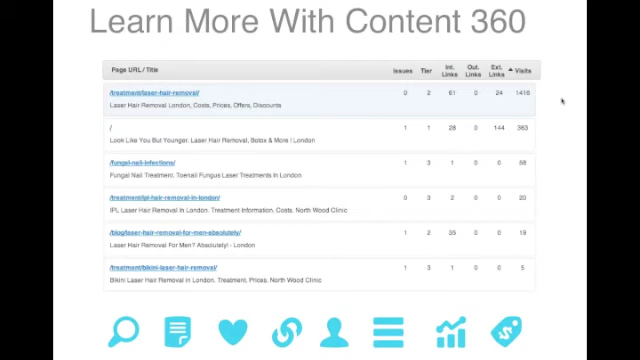 Learn More With Content 360
Page URL / Title Issues Tier Int. Links Out. Links Ext. Links Visits
/treatment/laser-hair-removal/ 0 2 61 0 24 1416
Laser Hair Removal London, Costs, Prices, Offers, Discounts
/ 1 1 28 0 144 363
Look Like You But Younger. Laser Hair Removal, Botox & More | London
/fungal-nail-infections/ 1 3 1 0 0 58
Fungal Nail Treatment. Toenail Fungus Laser Treatments in London
/treatment/ipl-hair-removal-in-london/ 0 3 2 0 0 20
IPL Laser Hair Removal in London. Treatment Information. Costs. North Wood Clinic
/blog/laser-hair-removal-for-men-absolutely/ 1 2 35 0 0 19
Laser Hair Removal For Men? Absolutely! - London
/treatment/bikini-laser-hair-removal/ 1 3 1 0 0 5
Bikini Laser Hair Removal in London. Treatment, Prices. North Wood Clinic